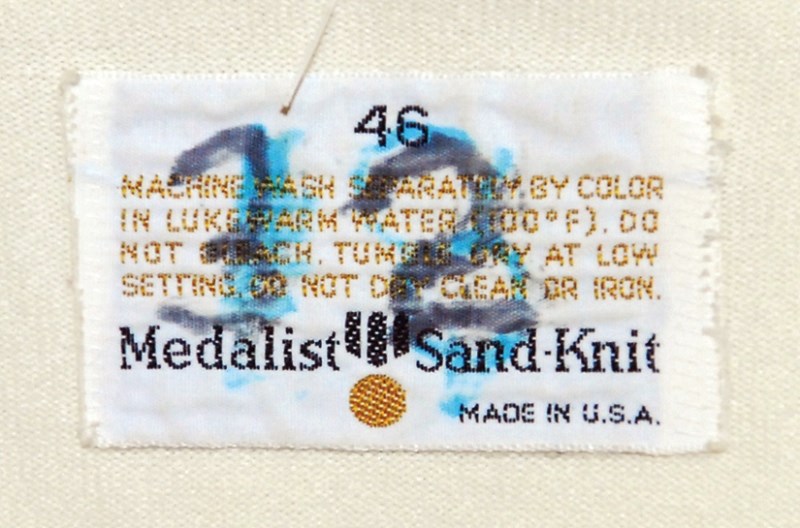 46
12
MACHINE WASH SEPARATELY BY COLOR
IN LUKEWARM WATER (100°F). DO
NOT BLEACH. TUMBLE DRY AT LOW
SETTING. DO NOT DRY CLEAN OR IRON.
Medalist Sand-Knit
MADE IN U.S.A.